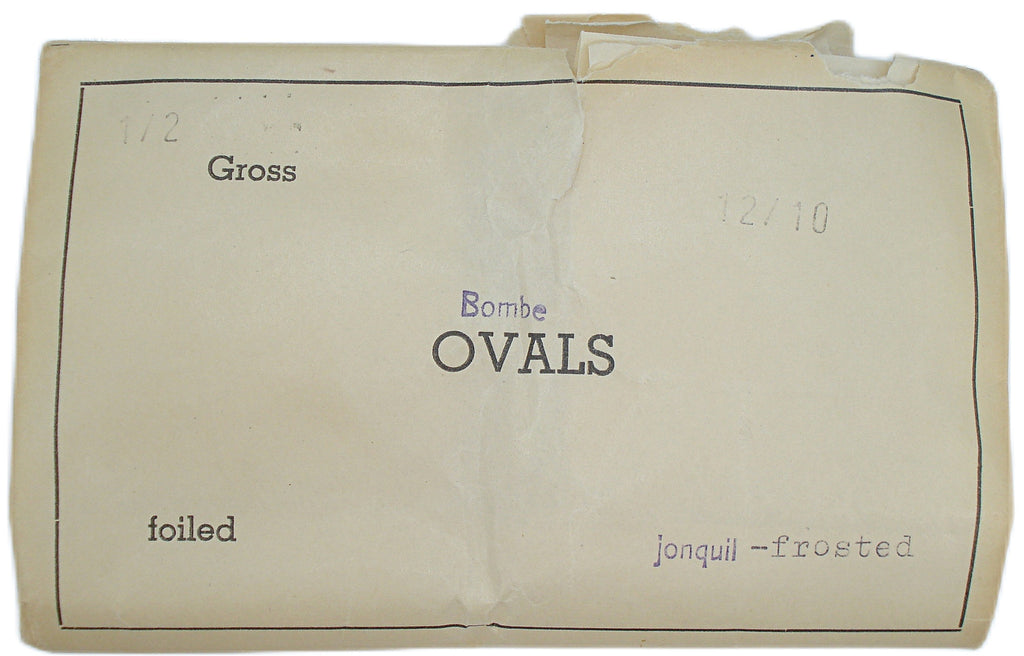 1/2
Gross
12/10
Bombe
OVALS
foiled
jonquil -frosted